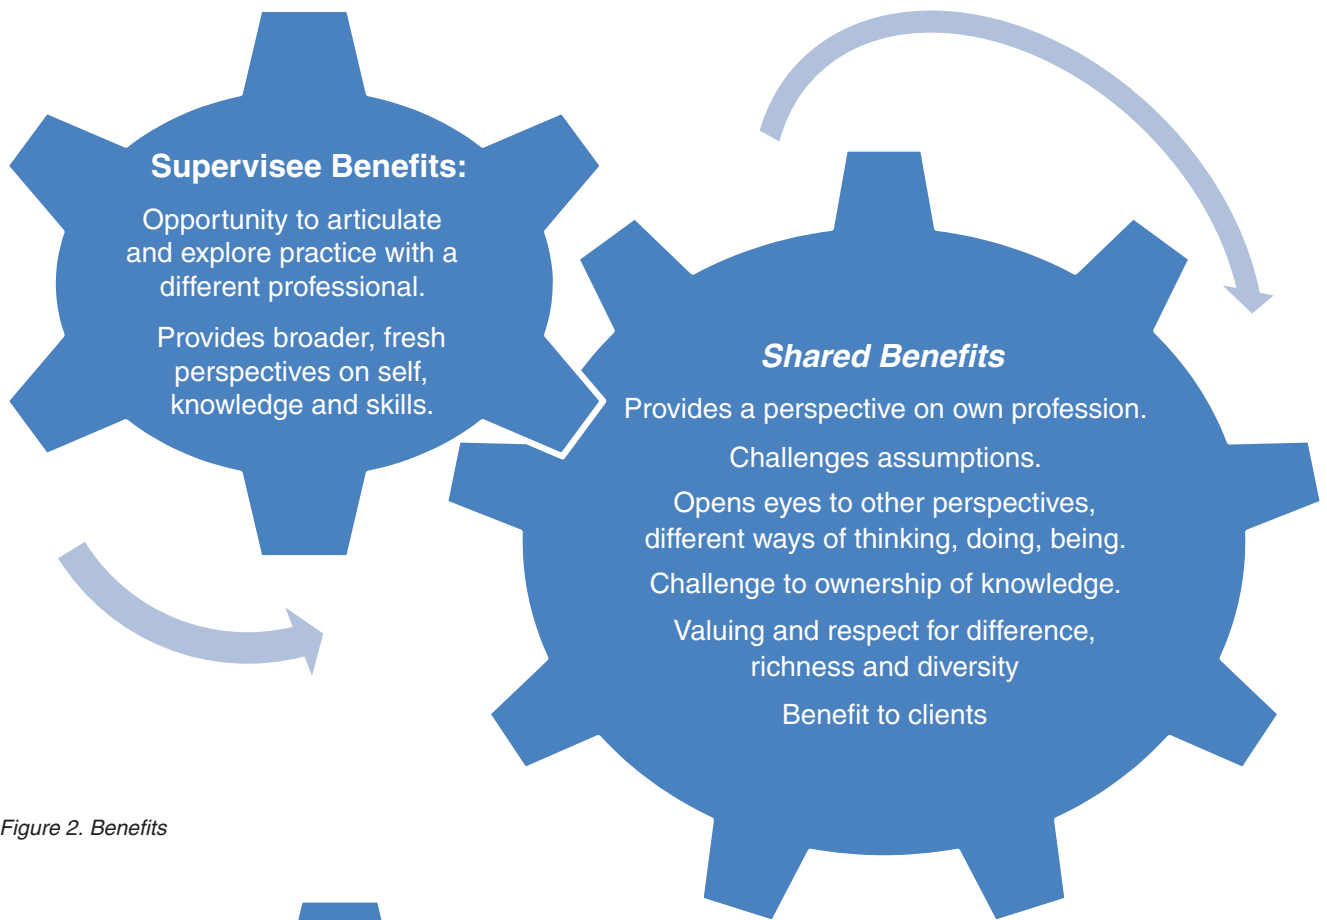 Supervisee Benefits:
Opportunity to articulate
and explore practice with a
different professional.
Provides broader, fresh
perspectives on self,
knowledge and skills.
Shared Benefits
Provides a perspective on own profession.
Challenges assumptions.
Opens eyes to other perspectives,
different ways of thinking, doing, being.
Challenge to ownership of knowledge.
Valuing and respect for difference,
richness and diversity
Benefit to clients
Figure 2. Benefits